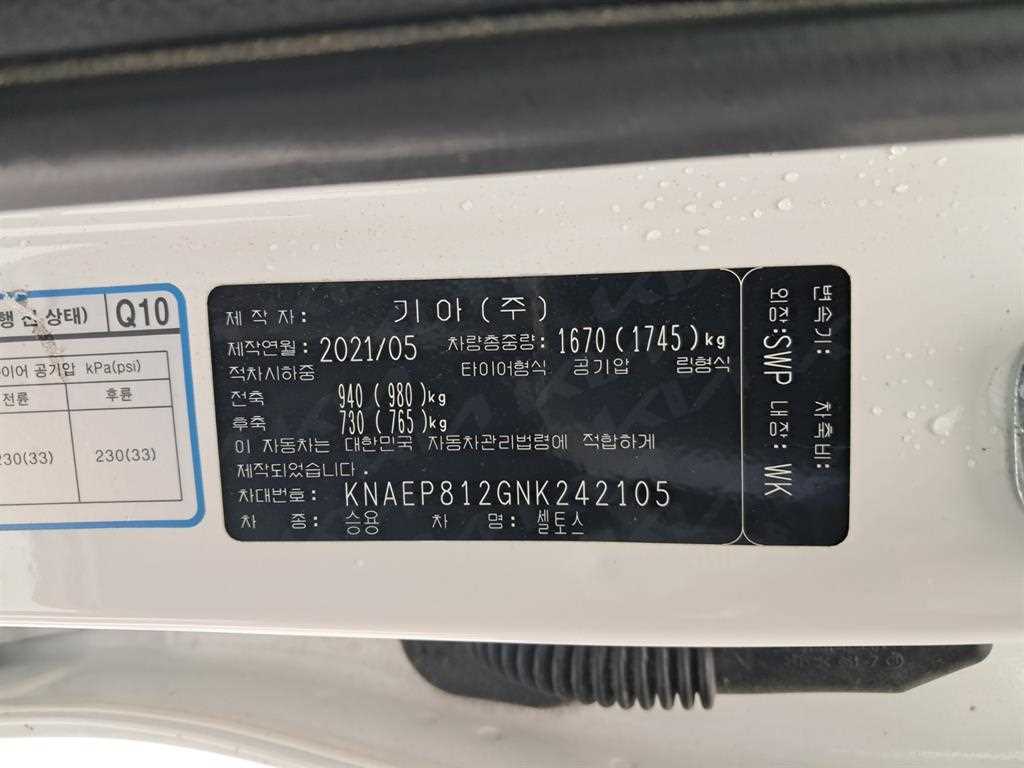 행 전 상태) Q10
이어 공기압 kPa(psi)
전륜 후륜
230(33) 230(33)
제 작 자: 기 아 ( 주 )
제작연월: 2021/05 차량총중량: 1670(1745)kg
적차시하중 타이어형식 공기압 림형식
전축 940 ( 980)kg
후축 730 ( 765)kg
이 자동차는 대한민국 자동차관리법령에 적합하게
제작되었습니다.
차대번호: KNAEP812GNK242105
차 종: 승용 차 명: 셀토스
변속기: 차축비:
외장:SWP 내장: WK